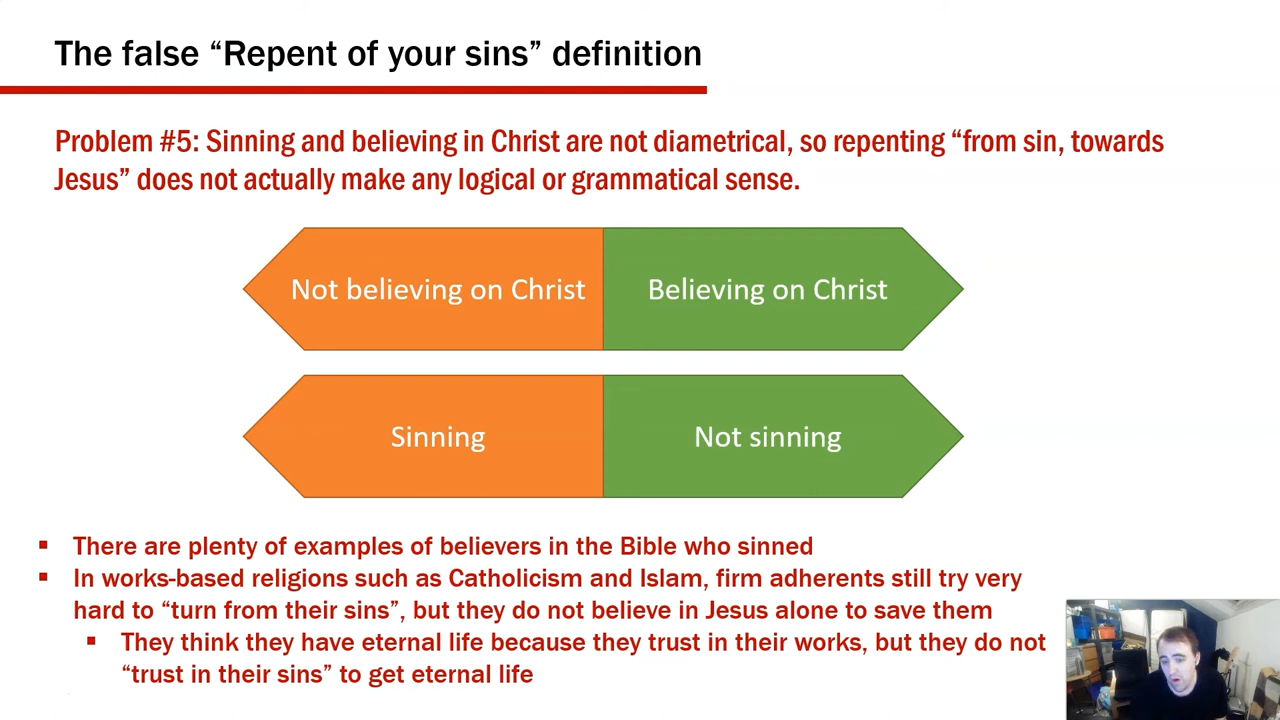 The false “Repent of your sins” definition
Problem #5: Sinning and believing in Christ are not diametrical, so repenting “from sin, towards
Jesus” does not actually make any logical or grammatical sense.
Not believing on Christ
Believing on Christ
Sinning
Not sinning
▪ There are plenty of examples of believers in the Bible who sinned
▪ In works-based religions such as Catholicism and Islam, firm adherents still try very
hard to “turn from their sins”, but they do not believe in Jesus alone to save them
▪ They think they have eternal life because they trust in their works, but they do not
“trust in their sins” to get eternal life